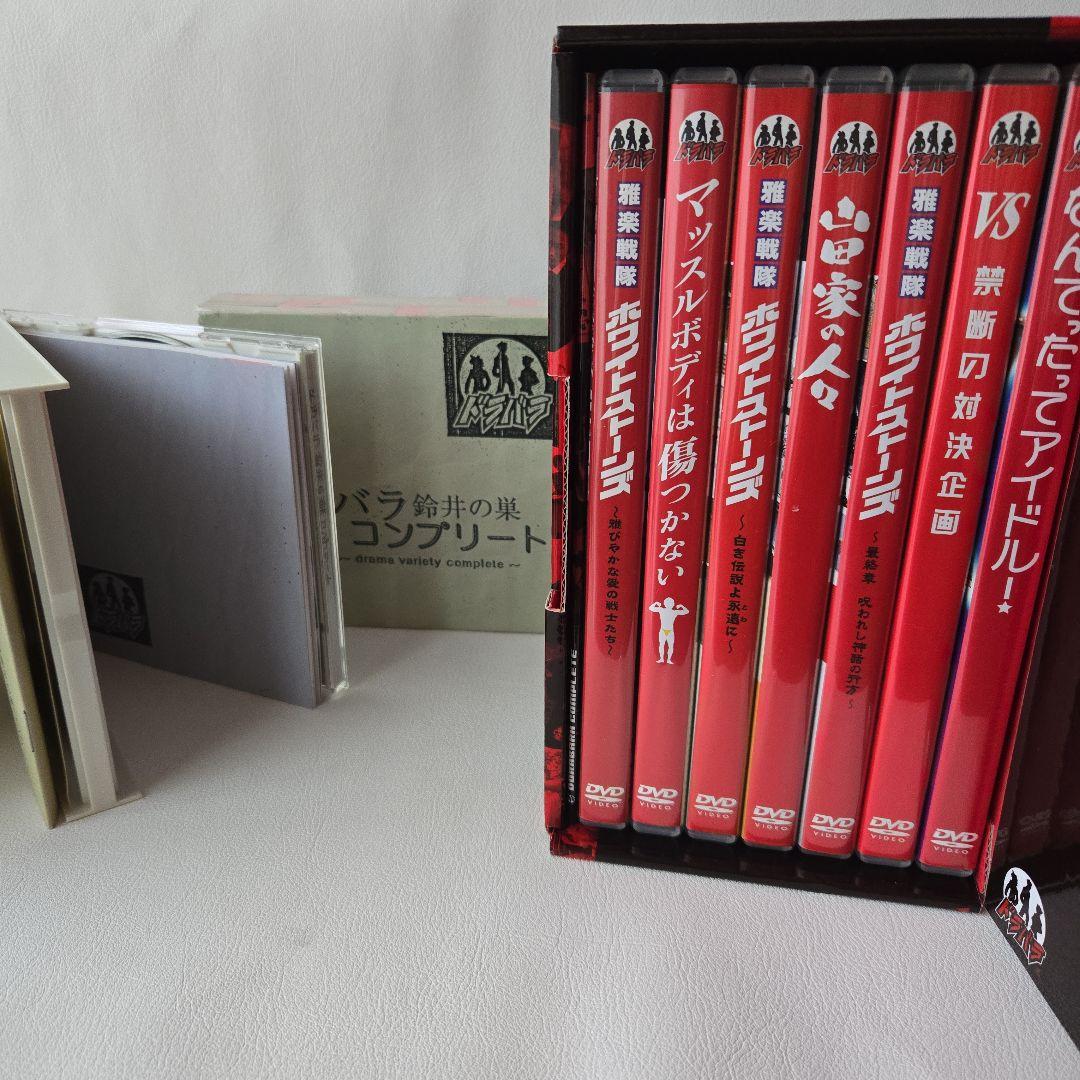 ドラバラ
バラ鈴井の巣
コンプリート
~ drama variety complete ~
ドラバラ
雅楽戦隊
ホワイトストーンズ
~雅びやかな愛の戦士たち~
DVD
VIDEO
ドラバラ
マッスルボディは傷つかない
DVD
VIDEO
ドラバラ
雅楽戦隊
ホワイトストーンズ
~白き伝説よ永遠に~
とわ
DVD
VIDEO
ドラバラ
山田家の人々
DVD
VIDEO
ドラバラ
雅楽戦隊
ホワイトストーンズ
~最終章 呪われし神話の行方~
DVD
VIDEO
ドラバラ
VS 禁断の対決企画
DVD
VIDEO
なんてったってアイドル!★
DVD
VIDEO
DORABARA COMPLETE
ドラバラ